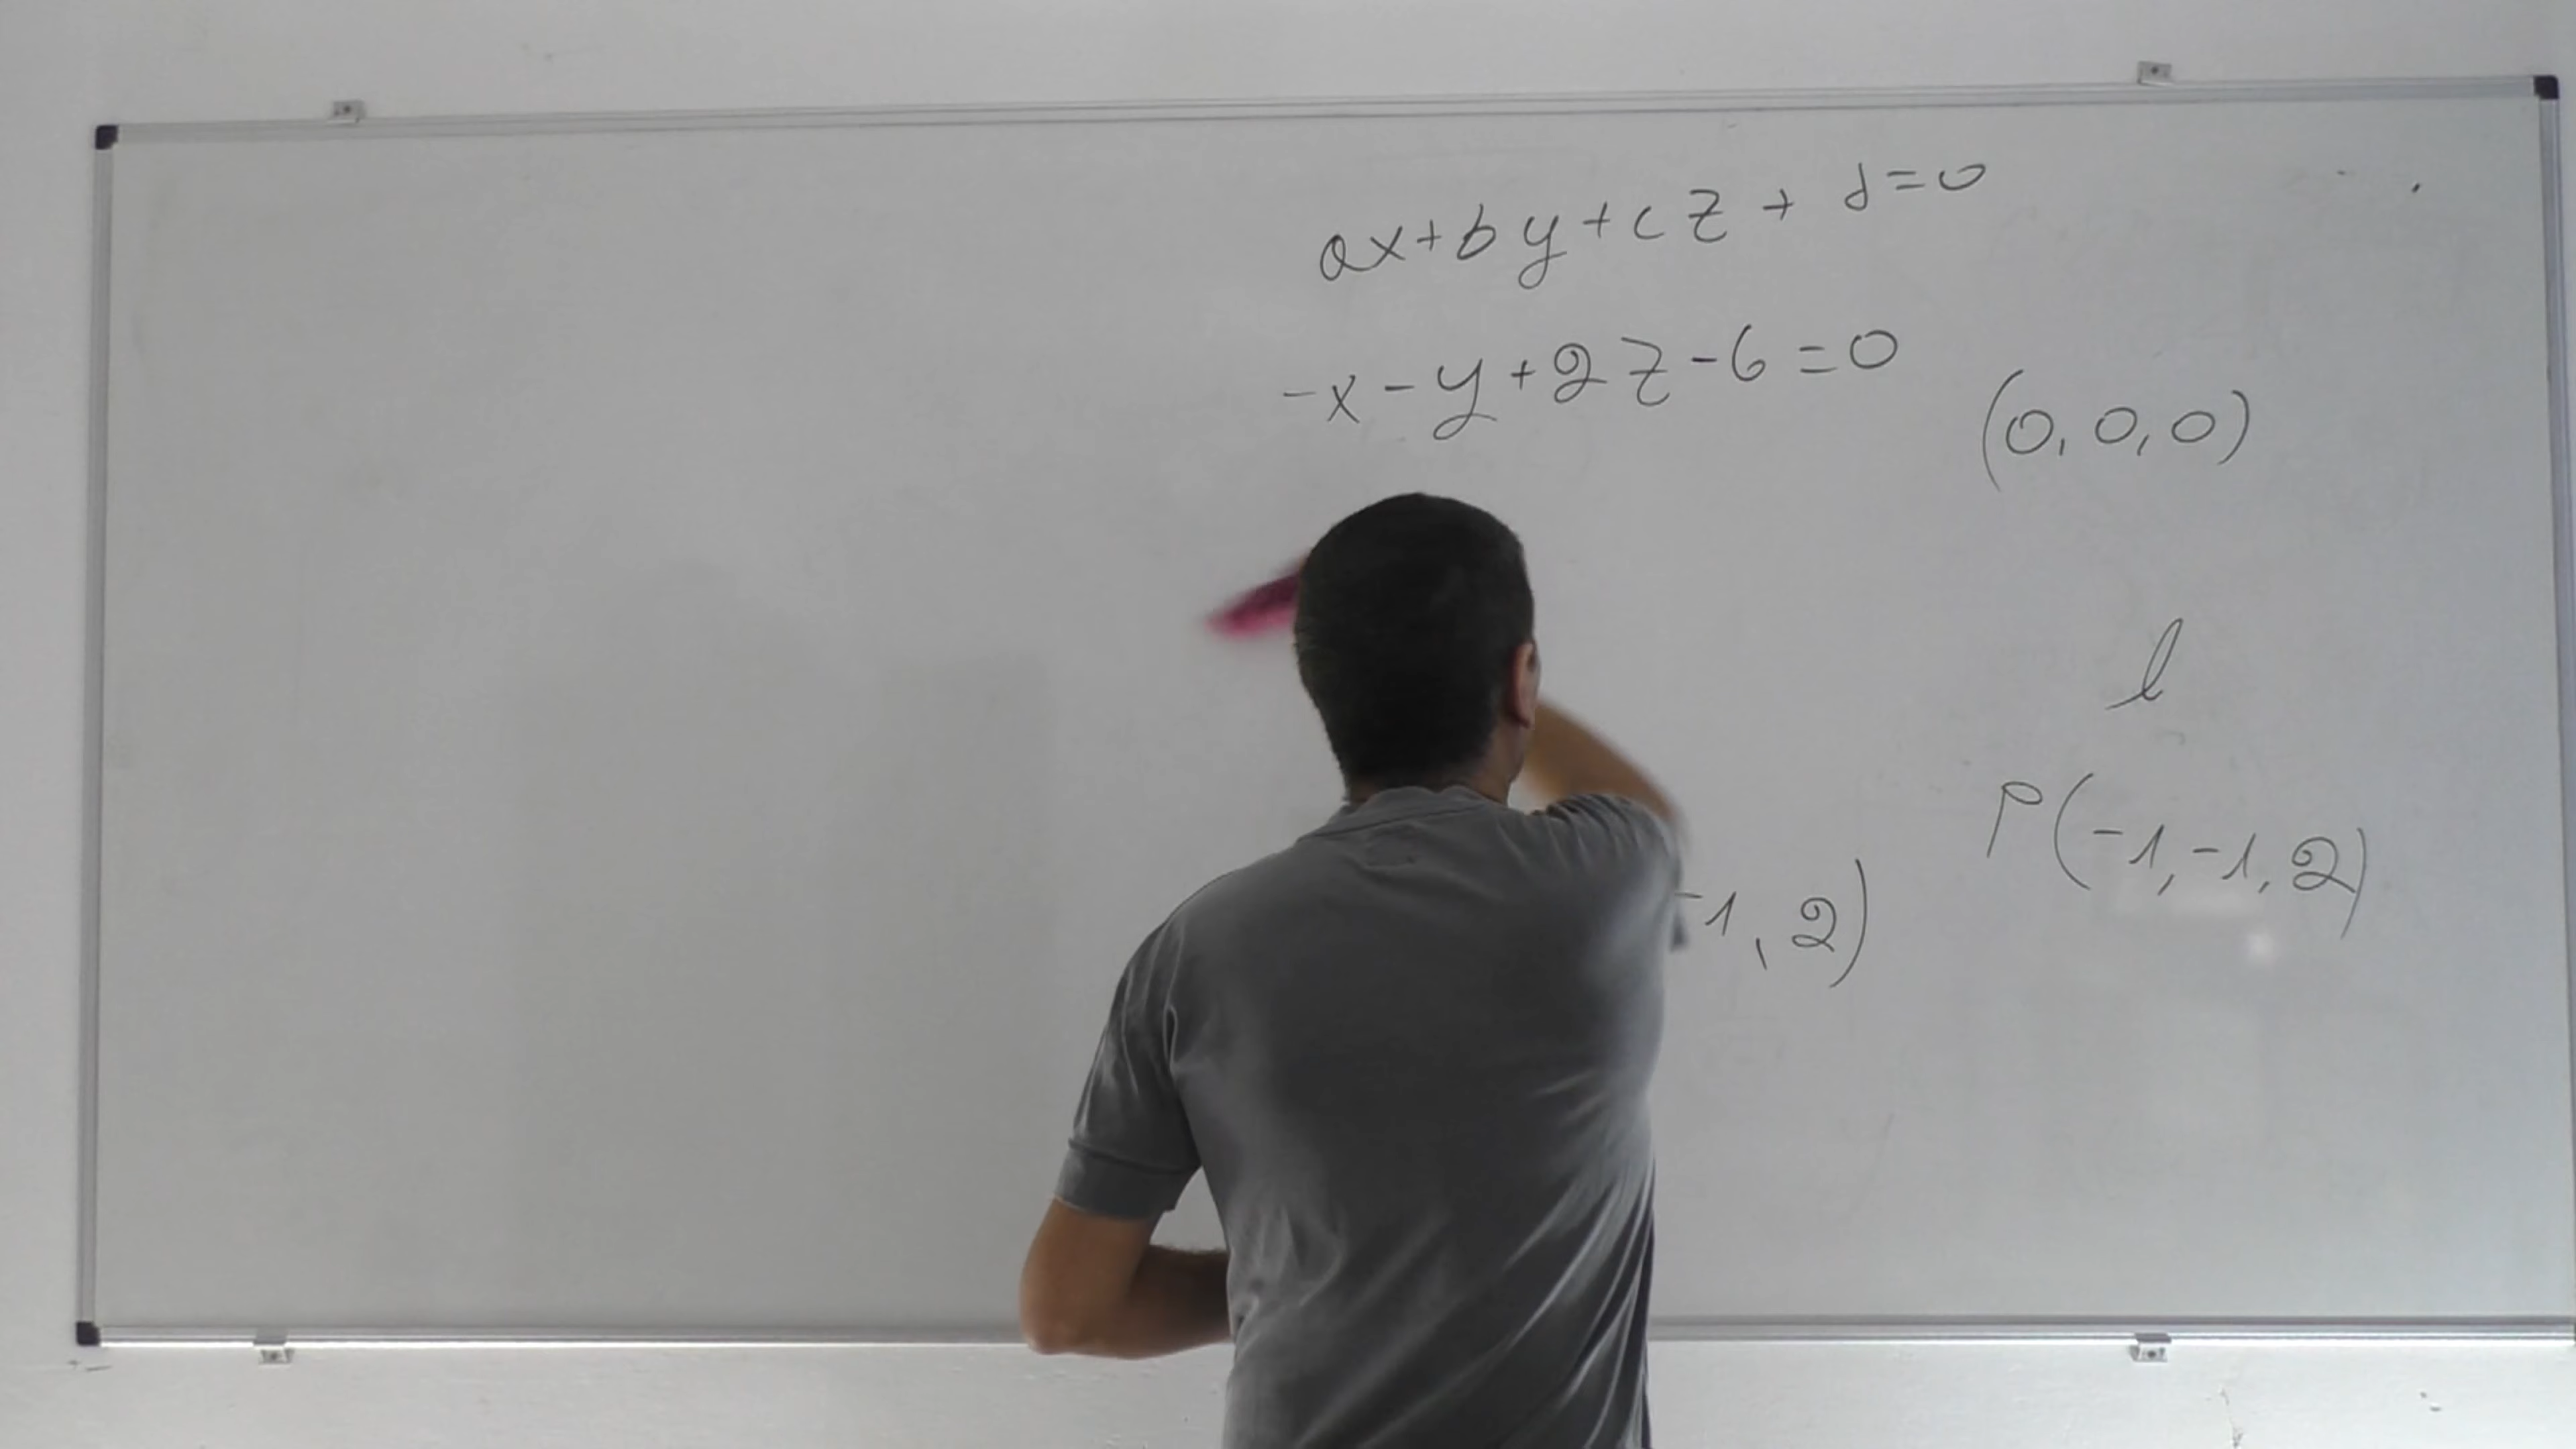 ax+by+cz+d=0
-x-y+2z-6=0
(0,0,0)
l
P(-1,-1,2)
-1,2)